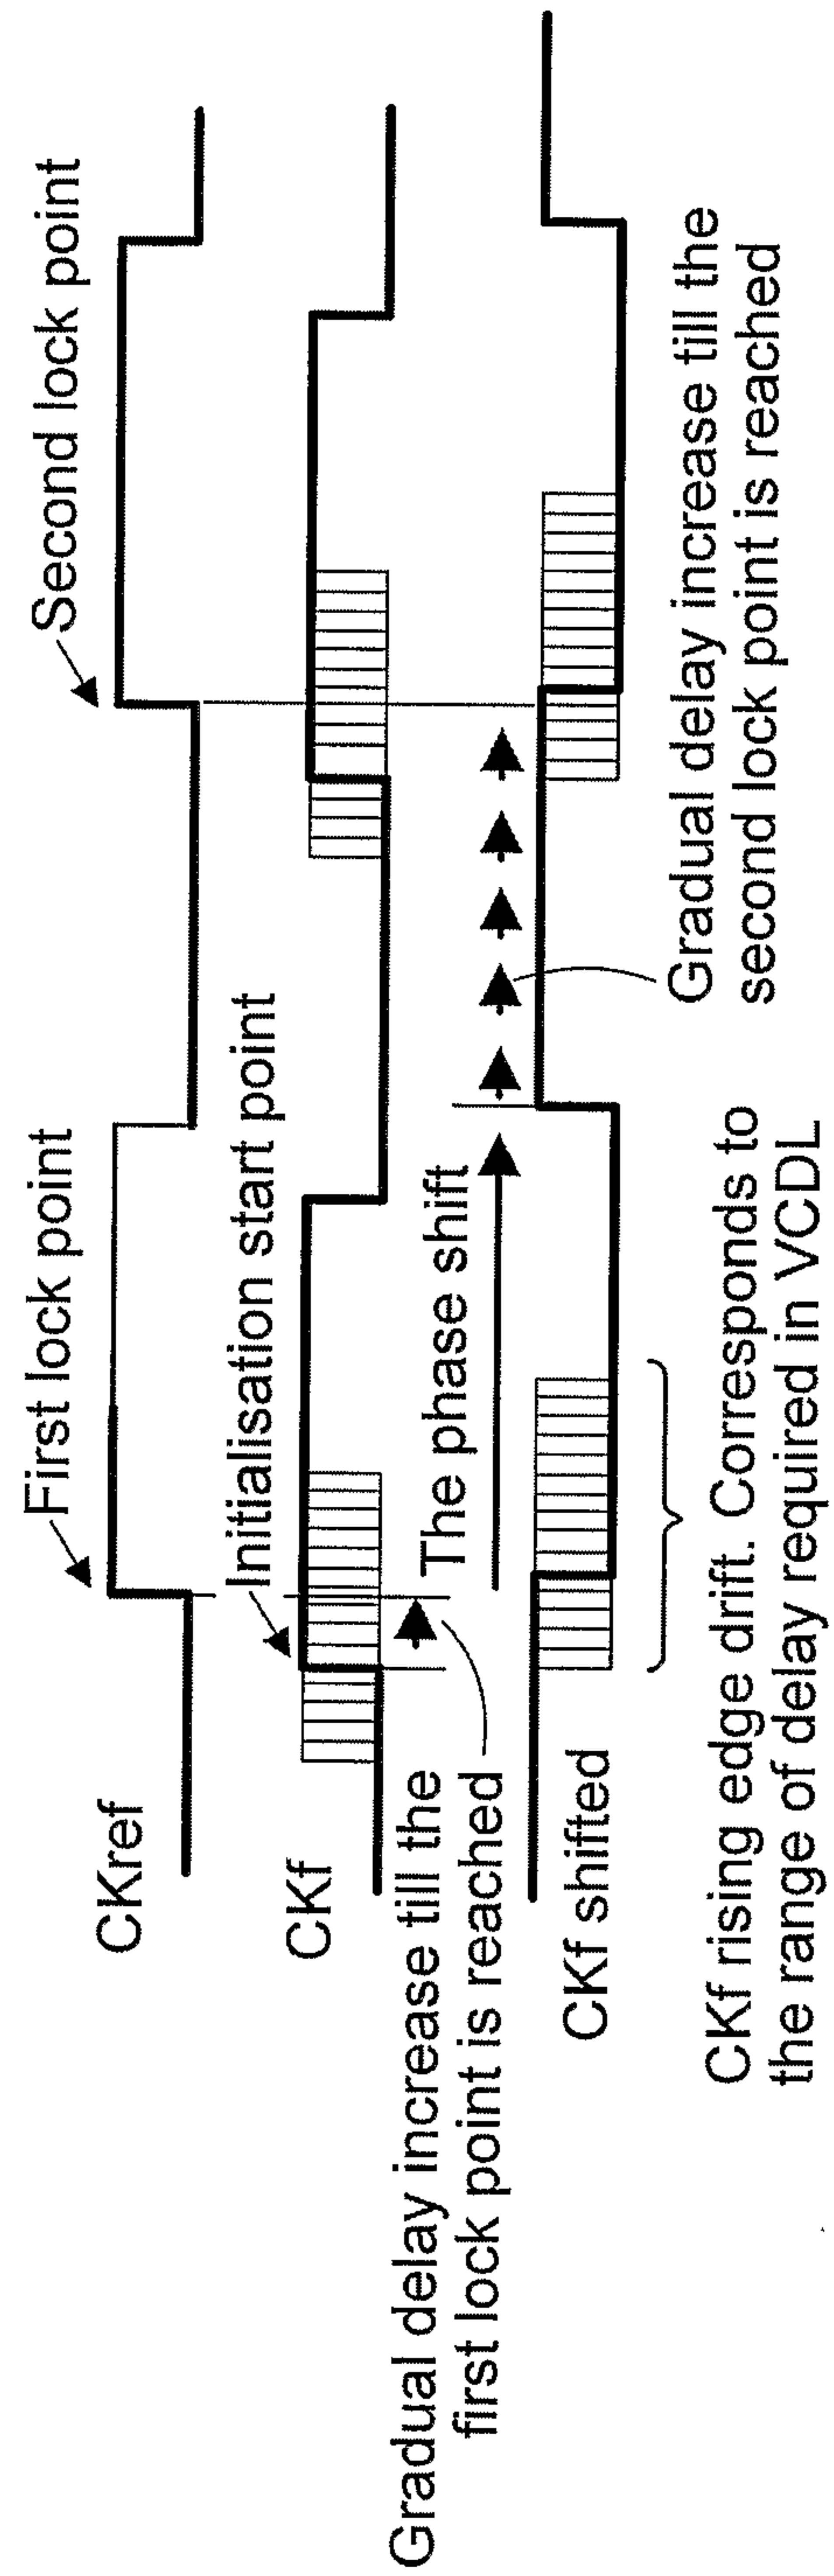 First lock point
Second lock point
CKref
Initialisation start point
CKf
Gradual delay increase till the
first lock point is reached
The phase shift
CKf shifted
Gradual delay increase till the
second lock point is reached
CKf rising edge drift. Corresponds to
the range of delay required in VCDL